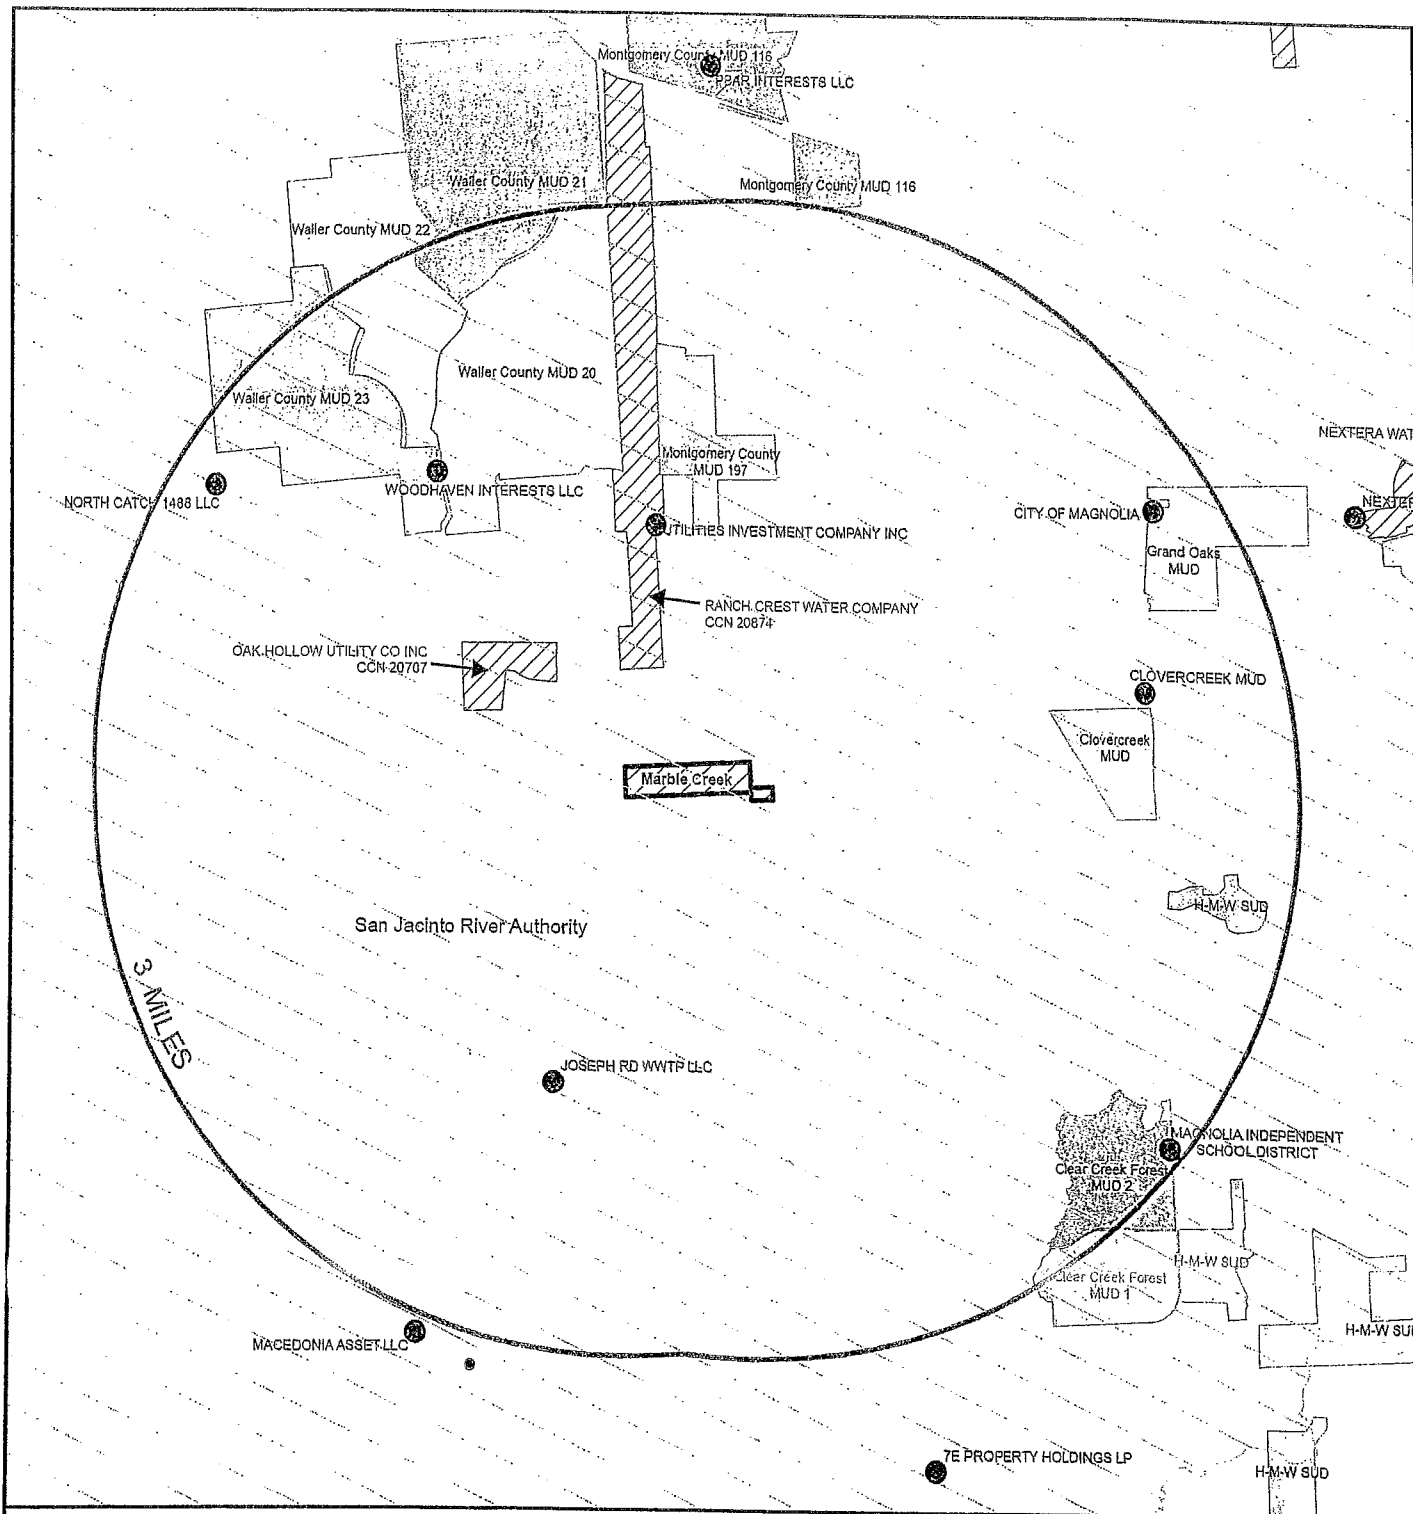 Montgomery County MUD 116
PBAR INTERESTS LLC
Waller County MUD 21
Montgomery County MUD 116
Waller County MUD 22
Waller County MUD 20
Waller County MUD 23
NEXTERA WAT
Montgomery County
MUD 197
NORTH CATCH 1488 LLC
WOODHAVEN INTERESTS LLC
CITY OF MAGNOLIA
NEXTER
UTILITIES INVESTMENT COMPANY INC
Grand Oaks
MUD
RANCH CREST WATER COMPANY
CCN 20874
OAK HOLLOW UTILITY CO INC
CCN 20707
CLOVERCREEK MUD
Clovercreek
MUD
Marble Creek
H-M-W SUD
San Jacinto River Authority
3 MILES
JOSEPH RD WWTP LLC
MAGNOLIA INDEPENDENT
SCHOOL DISTRICT
Clear Creek Forest
MUD 2
H-M-W SUD
Clear Creek Forest
MUD 1
H-M-W SUD
MACEDONIA ASSET LLC
7E PROPERTY HOLDINGS LP
H-M-W SUD